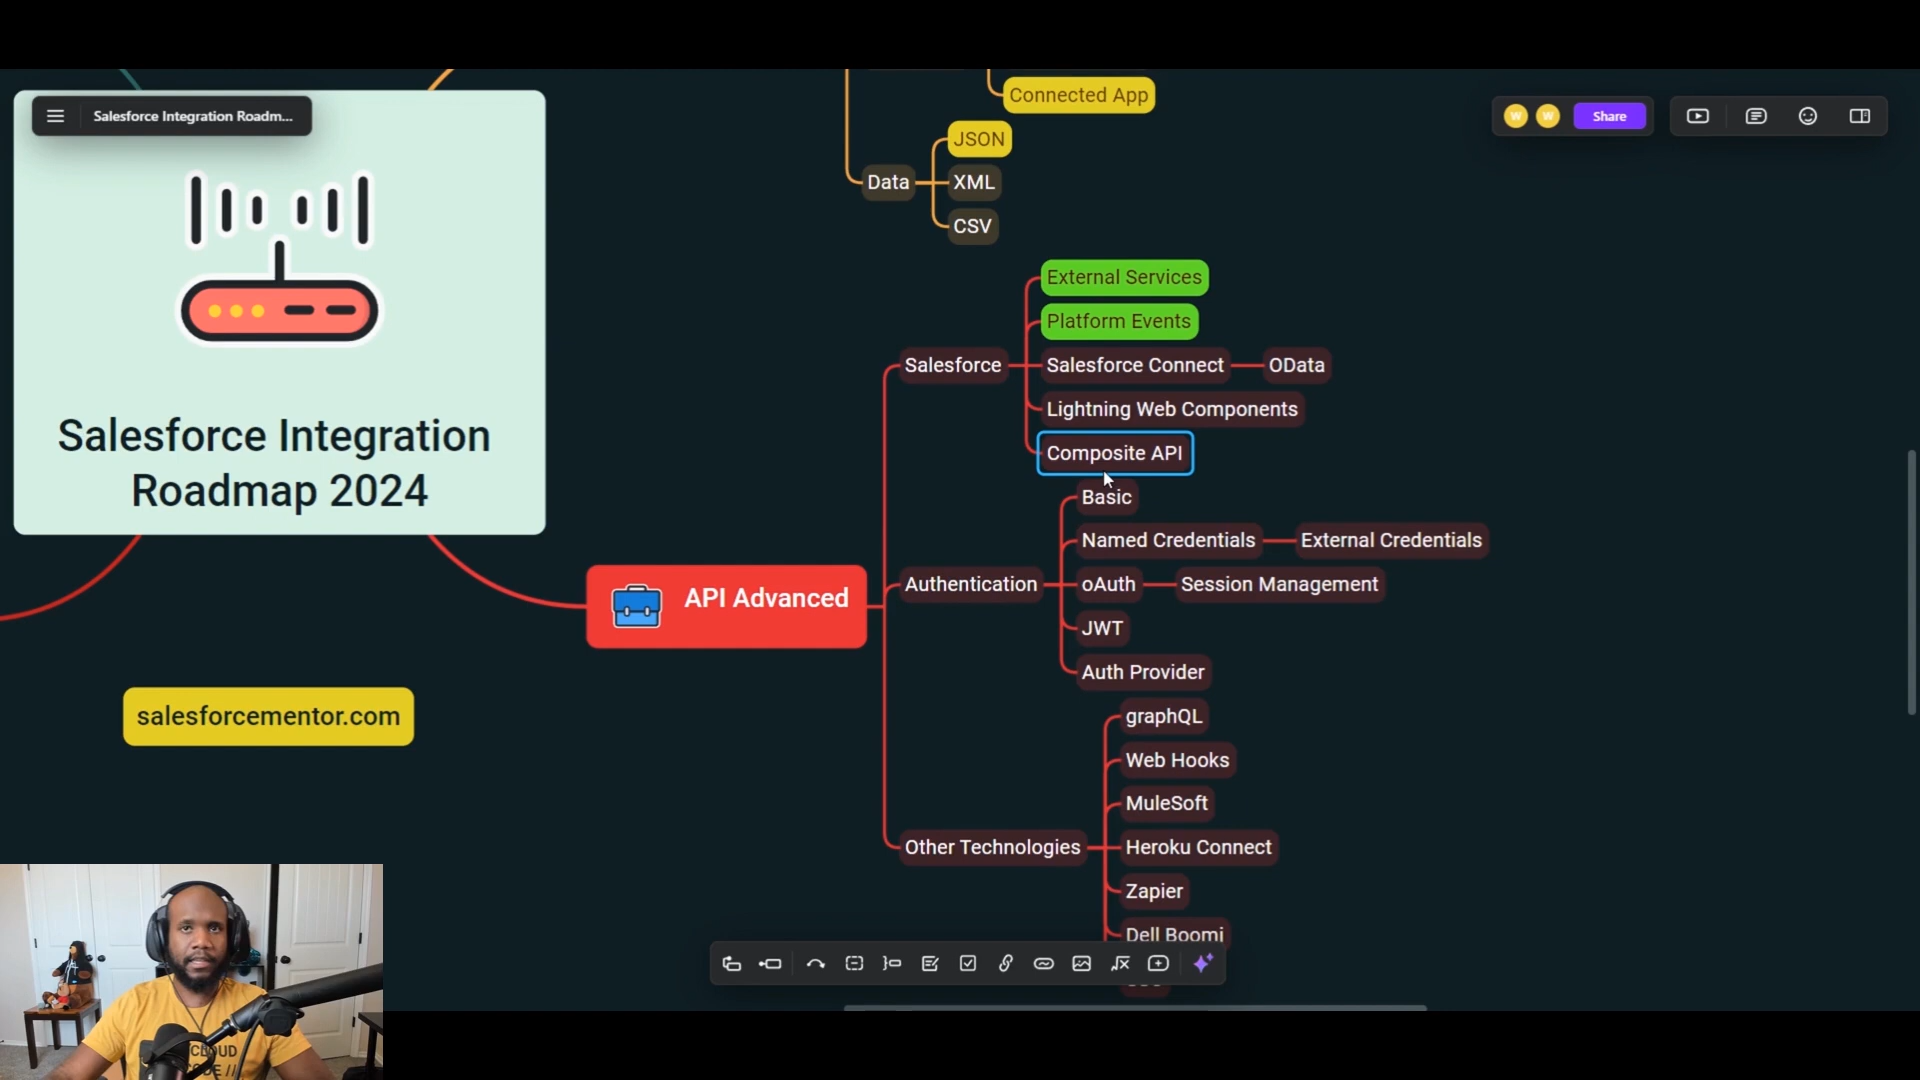 Salesforce Integration Roadm...
W
W
Share
Connected App
JSON
Data
XML
CSV
Salesforce Integration
Roadmap 2024
External Services
Platform Events
Salesforce
Salesforce Connect
OData
Lightning Web Components
Composite API
Basic
Named Credentials
External Credentials
API Advanced
Authentication
oAuth
Session Management
JWT
Auth Provider
salesforcementor.com
graphQL
Web Hooks
MuleSoft
Other Technologies
Heroku Connect
Zapier
Dell Boomi
CLOUD
CODE //